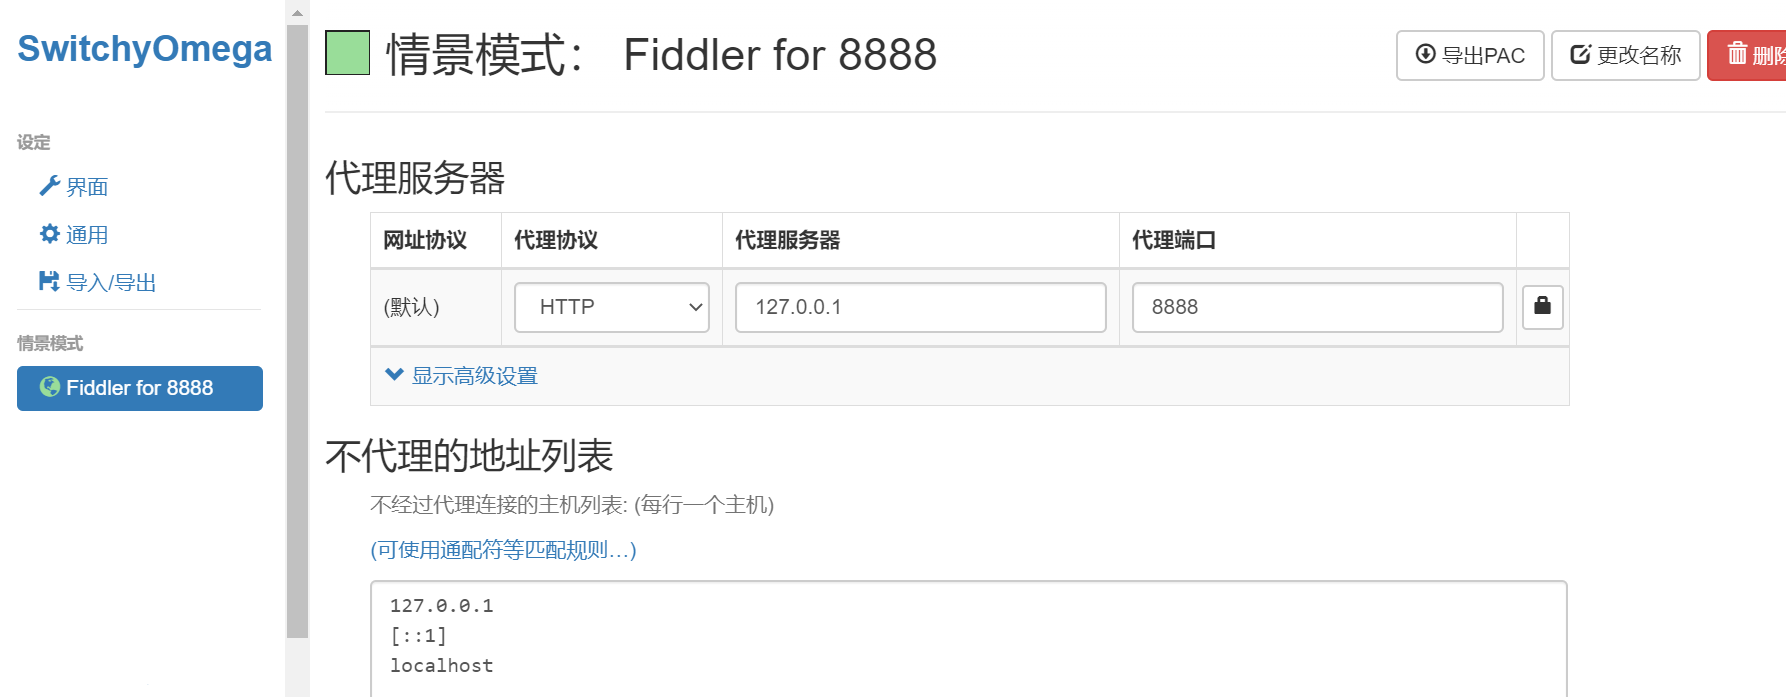 SwitchyOmega
设定
界面
通用
导入/导出
情景模式
Fiddler for 8888
情景模式： Fiddler for 8888
导出PAC
更改名称
删除
代理服务器
网址协议 代理协议 代理服务器 代理端口
(默认) HTTP 127.0.0.1 8888
显示高级设置
不代理的地址列表
不经过代理连接的主机列表: (每行一个主机)
(可使用通配符等匹配规则…)
127.0.0.1
[::1]
localhost